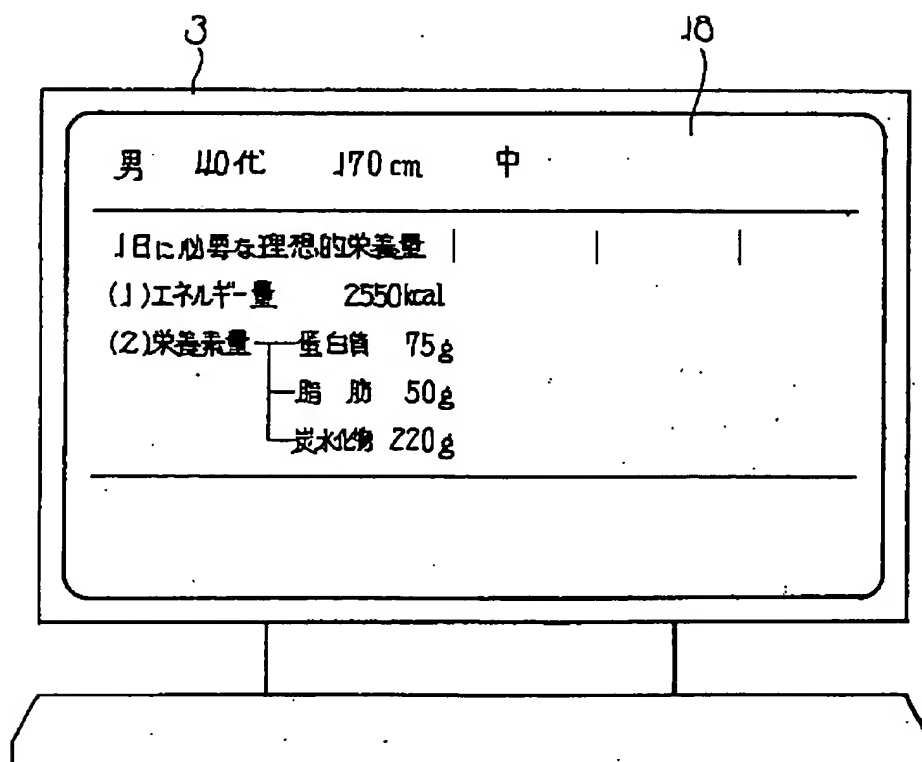 3 18
男 40代 170cm 中
1日に必要な理想的栄養量
(1)エネルギー量 2550kcal
(2)栄養素量 蛋白質 75g
脂 肪 50g
炭水化物 220g